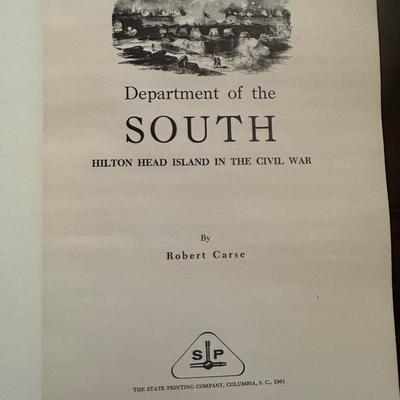 Department of the
SOUTH
HILTON HEAD ISLAND IN THE CIVIL WAR
By
Robert Carse
S P
THE STATE PRINTING COMPANY, COLUMBIA, S. C., 1961